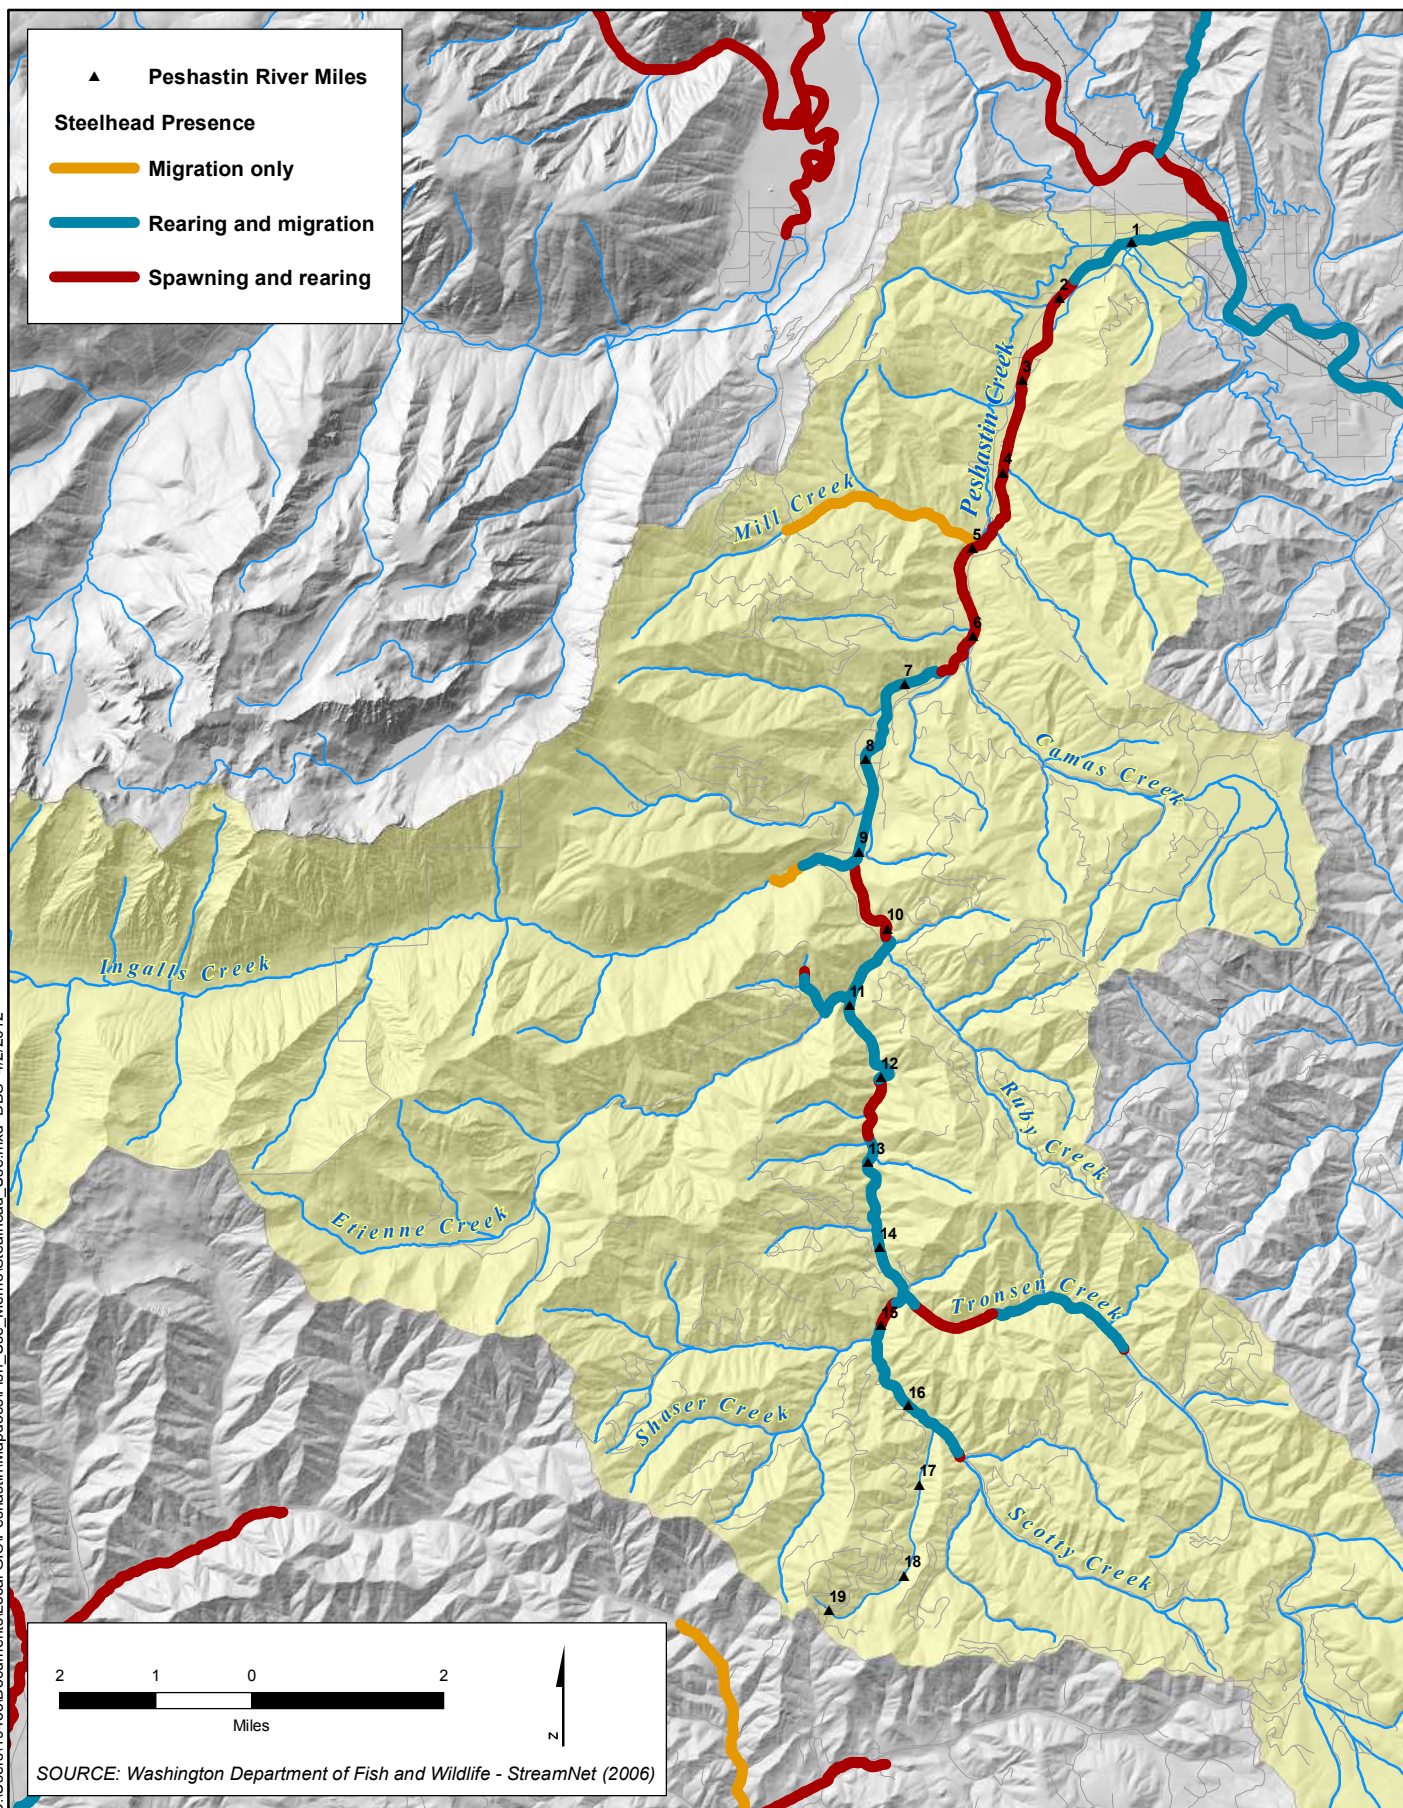 Peshastin River Miles
Steelhead Presence
Migration only
Rearing and migration
Spawning and rearing
1
2
3
Peshastin Creek
4
Mill Creek
5
6
7
Camas Creek
8
9
10
Ingalls Creek
11
12
Ruby Creek
13
Etienne Creek
14
Tronsen Creek
15
16
Shaser Creek
17
Scotty Creek
18
19
2 1 0 2
Miles
N
SOURCE: Washington Department of Fish and Wildlife - StreamNet (2006)